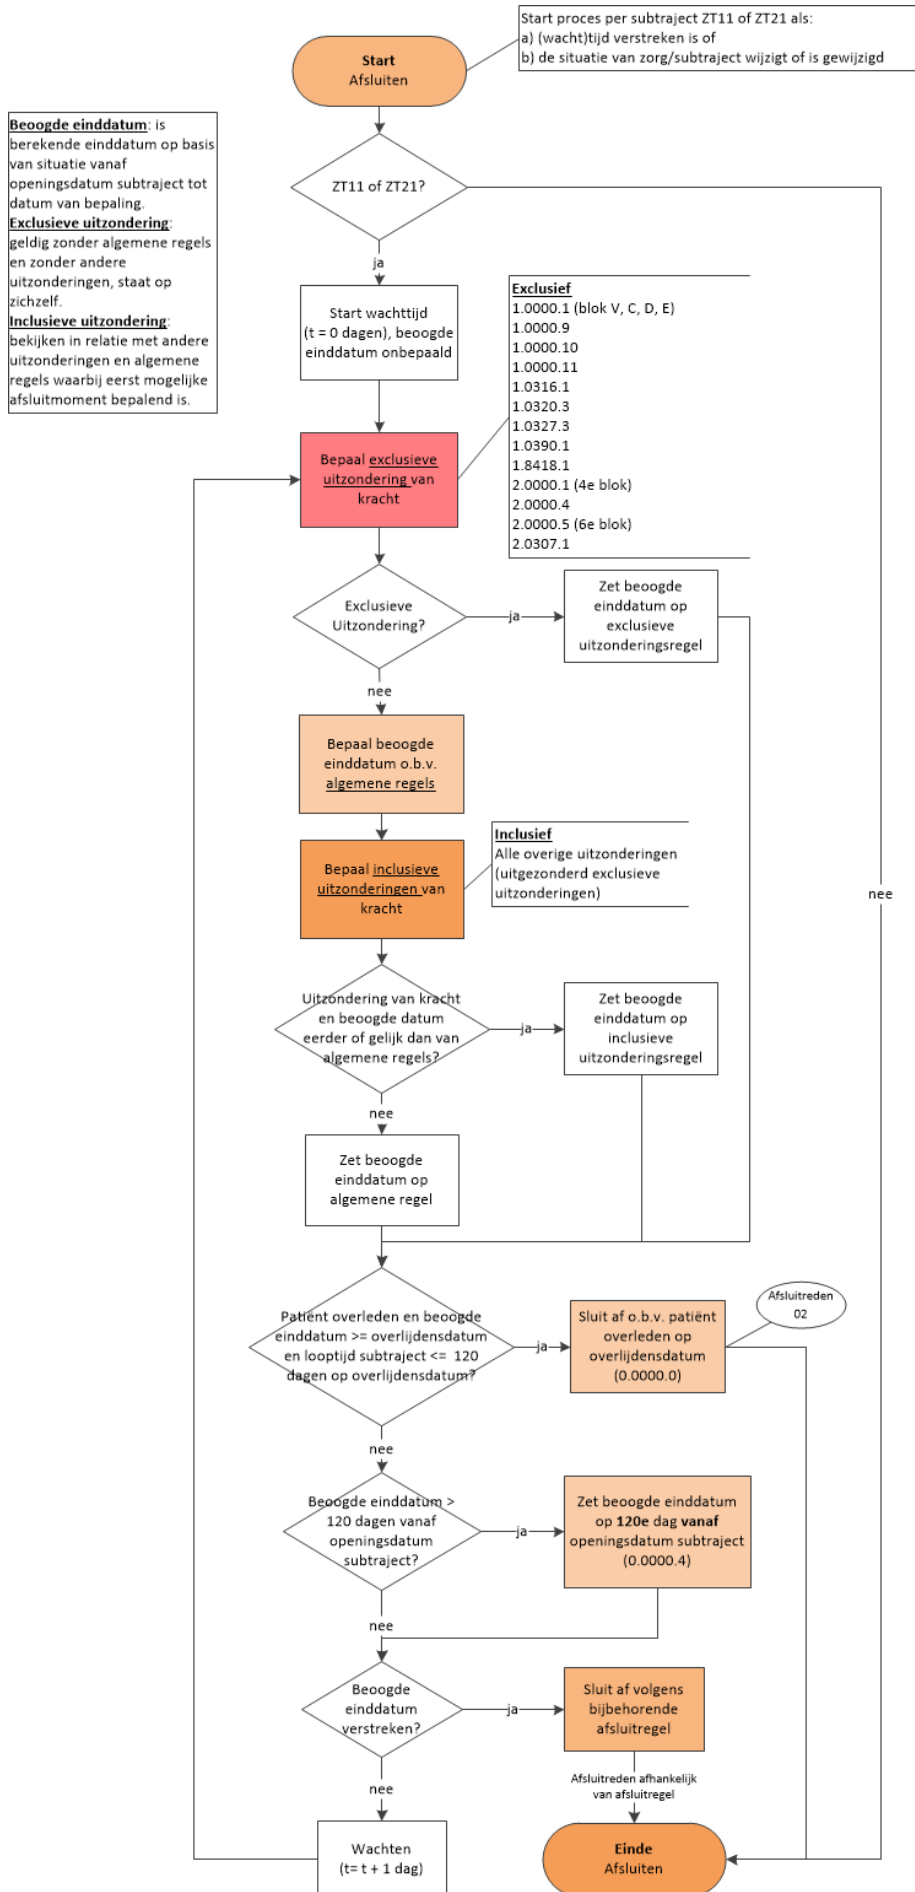 Start
Afsluiten
Start proces per subtraject ZT11 of ZT21 als:
a) (wacht)tijd verstreken is of
b) de situatie van zorg/subtraject wijzigt of is gewijzigd
Beoogde einddatum: is
berekende einddatum op basis
van situatie vanaf
openingsdatum subtraject tot
datum van bepaling.
Exclusieve uitzondering:
geldig zonder algemene regels
en zonder andere
uitzonderingen, staat op
zichzelf.
Inclusieve uitzondering:
bekijken in relatie met andere
uitzonderingen en algemene
regels waarbij eerst mogelijke
afsluitmoment bepalend is.
ZT11 of ZT21?
ja
Start wachttijd
(t = 0 dagen), beoogde
einddatum onbepaald
Exclusief
1.0000.1 (blok V, C, D, E)
1.0000.9
1.0000.10
1.0000.11
1.0316.1
1.0320.3
1.0327.3
1.0390.1
1.8418.1
2.0000.1 (4e blok)
2.0000.4
2.0000.5 (6e blok)
2.0307.1
Bepaal exclusieve
uitzondering van
kracht
Exclusieve
Uitzondering?
ja
Zet beoogde
einddatum op
exclusieve
uitzonderingsregel
nee
Bepaal beoogde
einddatum o.b.v.
algemene regels
Bepaal inclusieve
uitzonderingen van
kracht
Inclusief
Alle overige uitzonderingen
(uitgezonderd exclusieve
uitzonderingen)
nee
Uitzondering van kracht
en beoogde datum
eerder of gelijk dan van
algemene regels?
ja
Zet beoogde
einddatum op
inclusieve
uitzonderingsregel
nee
Zet beoogde
einddatum op
algemene regel
Patiënt overleden en beoogde
einddatum >= overlijdensdatum
en looptijd subtraject <= 120
dagen op overlijdensdatum?
ja
Sluit af o.b.v. patiënt
overleden op
overlijdensdatum
(0.0000.0)
Afsluitreden
02
nee
Beoogde einddatum >
120 dagen vanaf
openingsdatum
subtraject?
ja
Zet beoogde einddatum
op 120e dag vanaf
openingsdatum subtraject
(0.0000.4)
nee
Beoogde
einddatum
verstreken?
ja
Sluit af volgens
bijbehorende
afsluitregel
nee
Afsluitreden afhankelijk
van afsluitregel
Wachten
(t= t + 1 dag)
Einde
Afsluiten